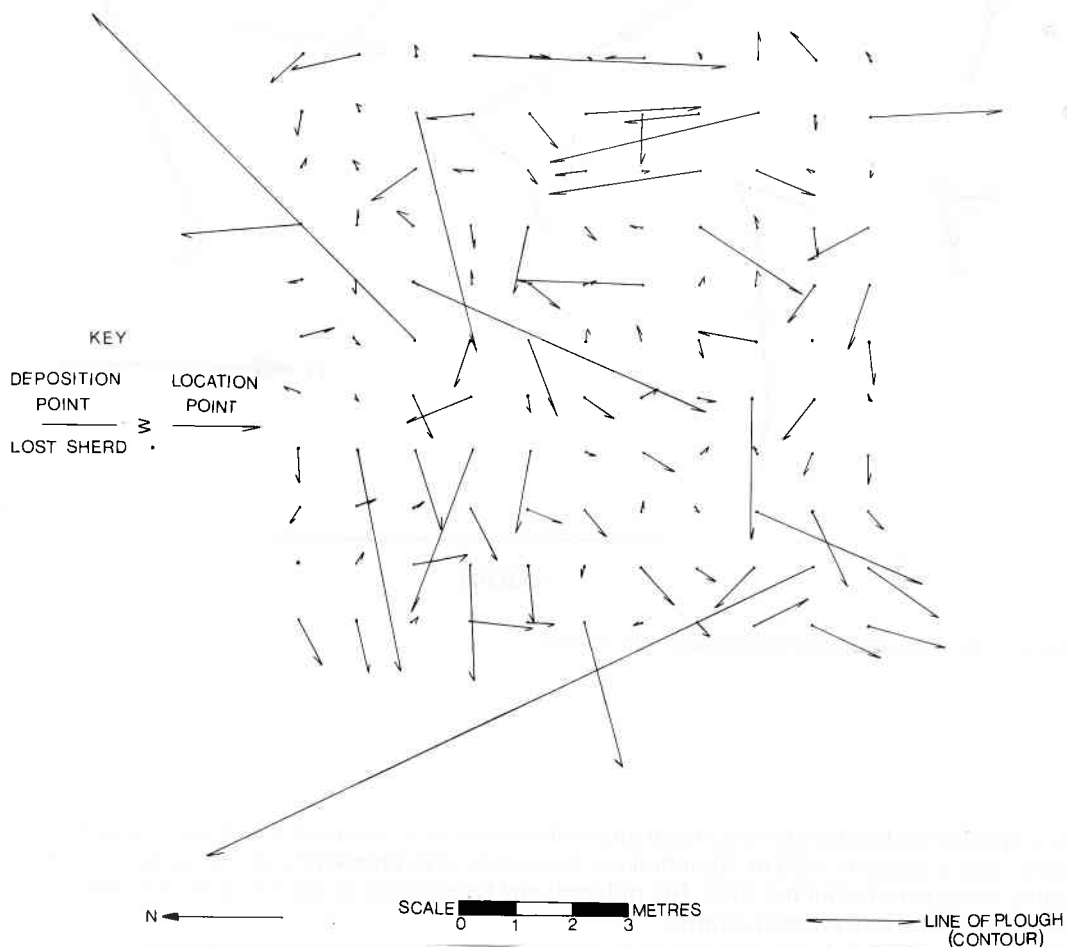 KEY
DEPOSITION POINT
LOCATION POINT
LOST SHERD
N
SCALE
METRES
0 1 2 3
LINE OF PLOUGH
(CONTOUR)